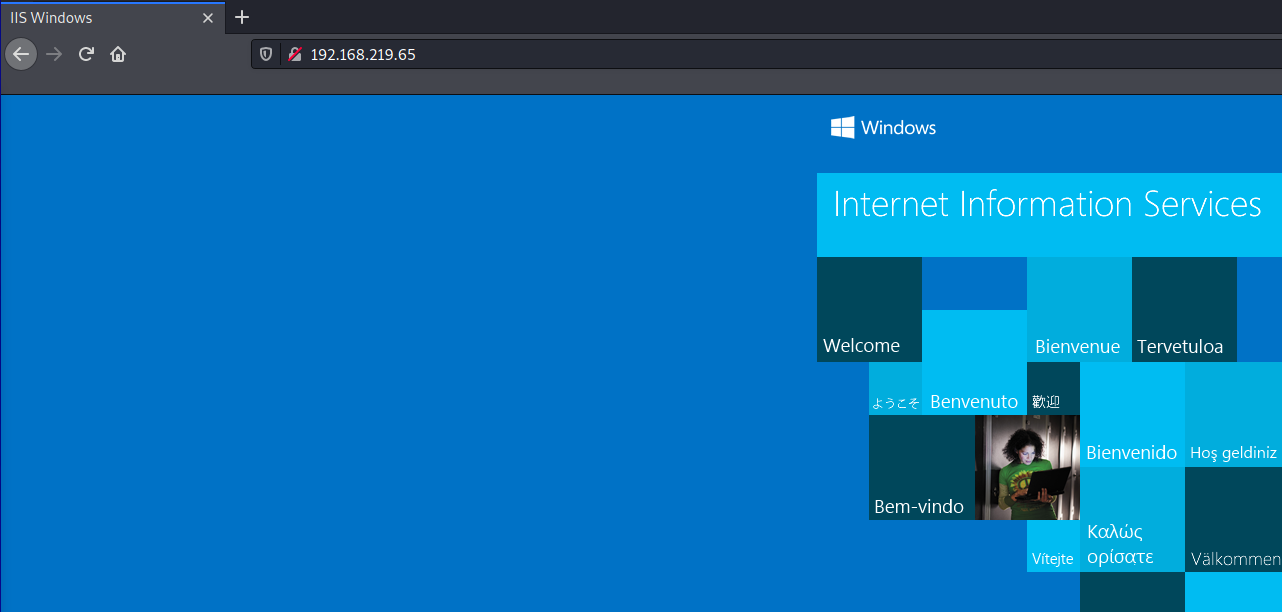 IIS Windows
192.168.219.65
Windows
Internet Information Services
Welcome
Bienvenue
Tervetuloa
ようこそ
Benvenuto
歡迎
Bienvenido
Hoş geldiniz
Bem-vindo
Vítejte
Καλώς
ορίσατε
Välkommen